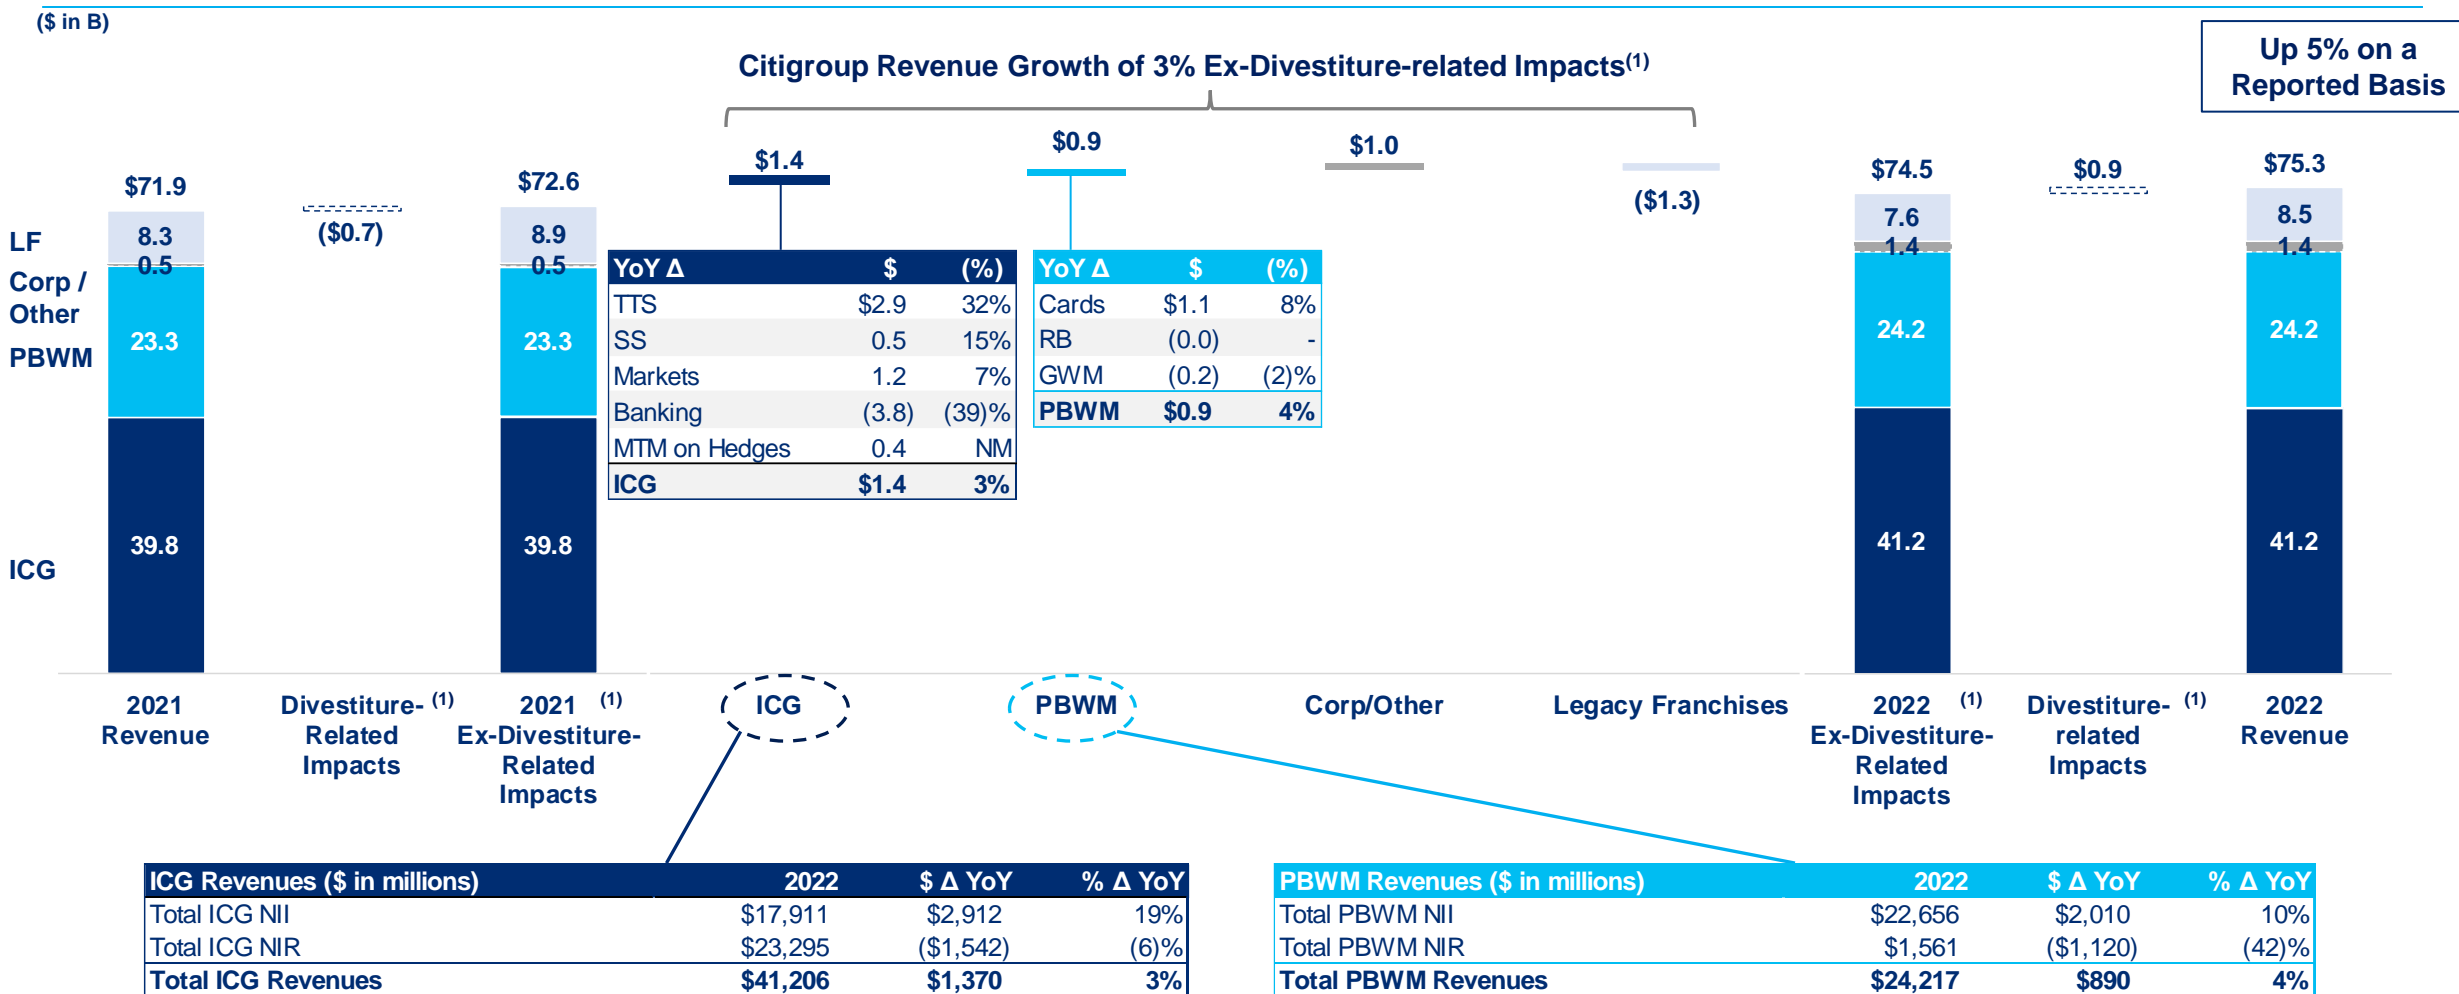 ($ in B)
Up 5% on a
Reported Basis
Citigroup Revenue Growth of 3% Ex-Divestiture-related Impacts(1)
$71.9
($0.7)
$72.6
$1.4
$0.9
$1.0
($1.3)
$74.5
$0.9
$75.3
LF
Corp /
Other
PBWM
ICG
8.3
0.5
23.3
39.8
8.9
0.5
23.3
39.8
YoY Δ $ (%)
TTS $2.9 32%
SS 0.5 15%
Markets 1.2 7%
Banking (3.8) (39)%
MTM on Hedges 0.4 NM
ICG $1.4 3%
YoY Δ $ (%)
Cards $1.1 8%
RB (0.0) -
GWM (0.2) (2)%
PBWM $0.9 4%
7.6
1.4
24.2
41.2
8.5
1.4
24.2
41.2
2021
Revenue
Divestiture- (1)
Related
Impacts
2021 (1)
Ex-Divestiture-
Related
Impacts
ICG
PBWM
Corp/Other
Legacy Franchises
2022 (1)
Ex-Divestiture-
Related
Impacts
Divestiture- (1)
related
Impacts
2022
Revenue
ICG Revenues ($ in millions) 2022 $ Δ YoY % Δ YoY
Total ICG NII $17,911 $2,912 19%
Total ICG NIR $23,295 ($1,542) (6)%
Total ICG Revenues $41,206 $1,370 3%
PBWM Revenues ($ in millions) 2022 $ Δ YoY % Δ YoY
Total PBWM NII $22,656 $2,010 10%
Total PBWM NIR $1,561 ($1,120) (42)%
Total PBWM Revenues $24,217 $890 4%